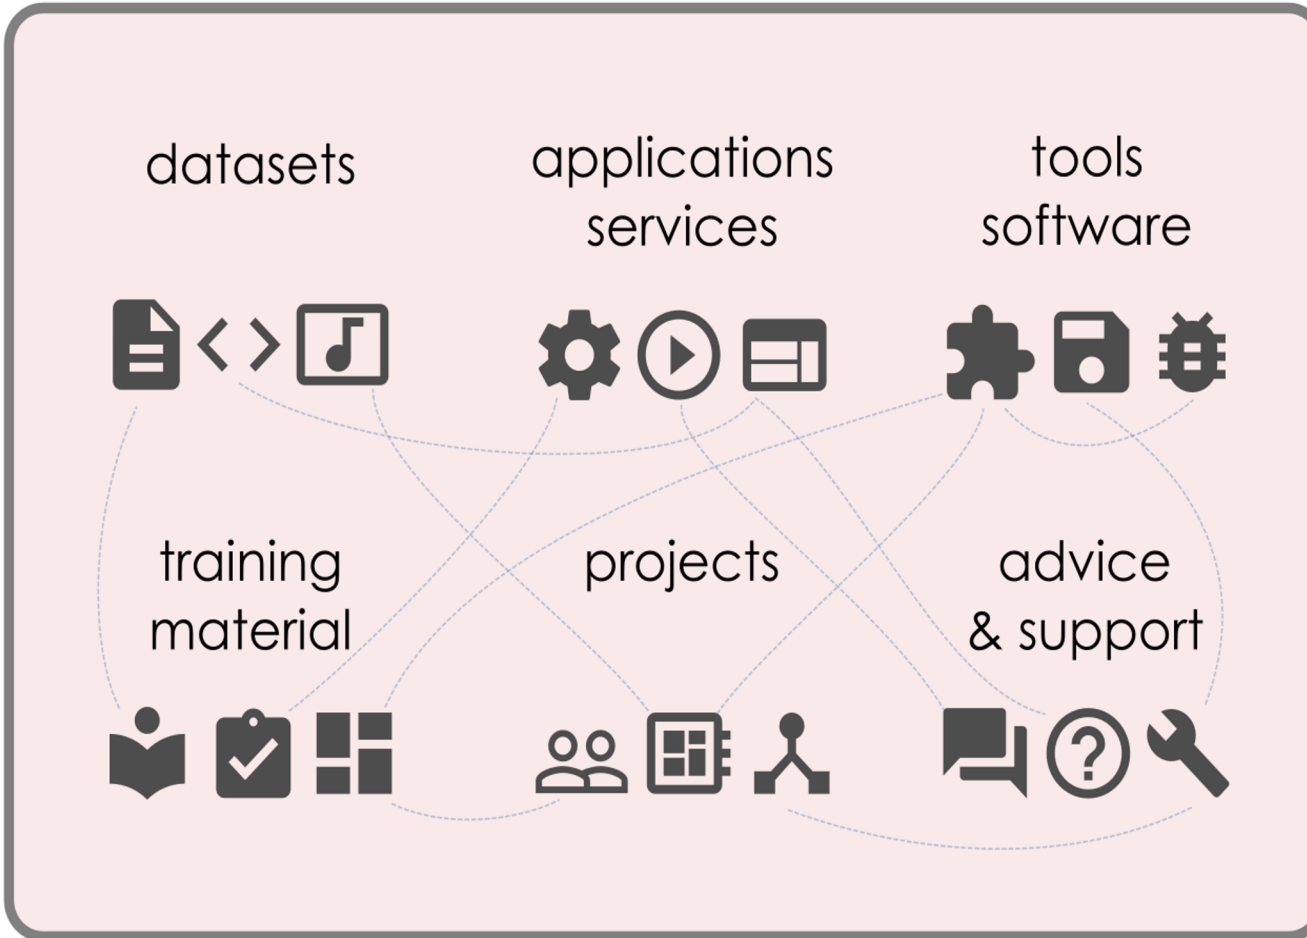 datasets
applications
services
tools
software
training
material
projects
advice
& support